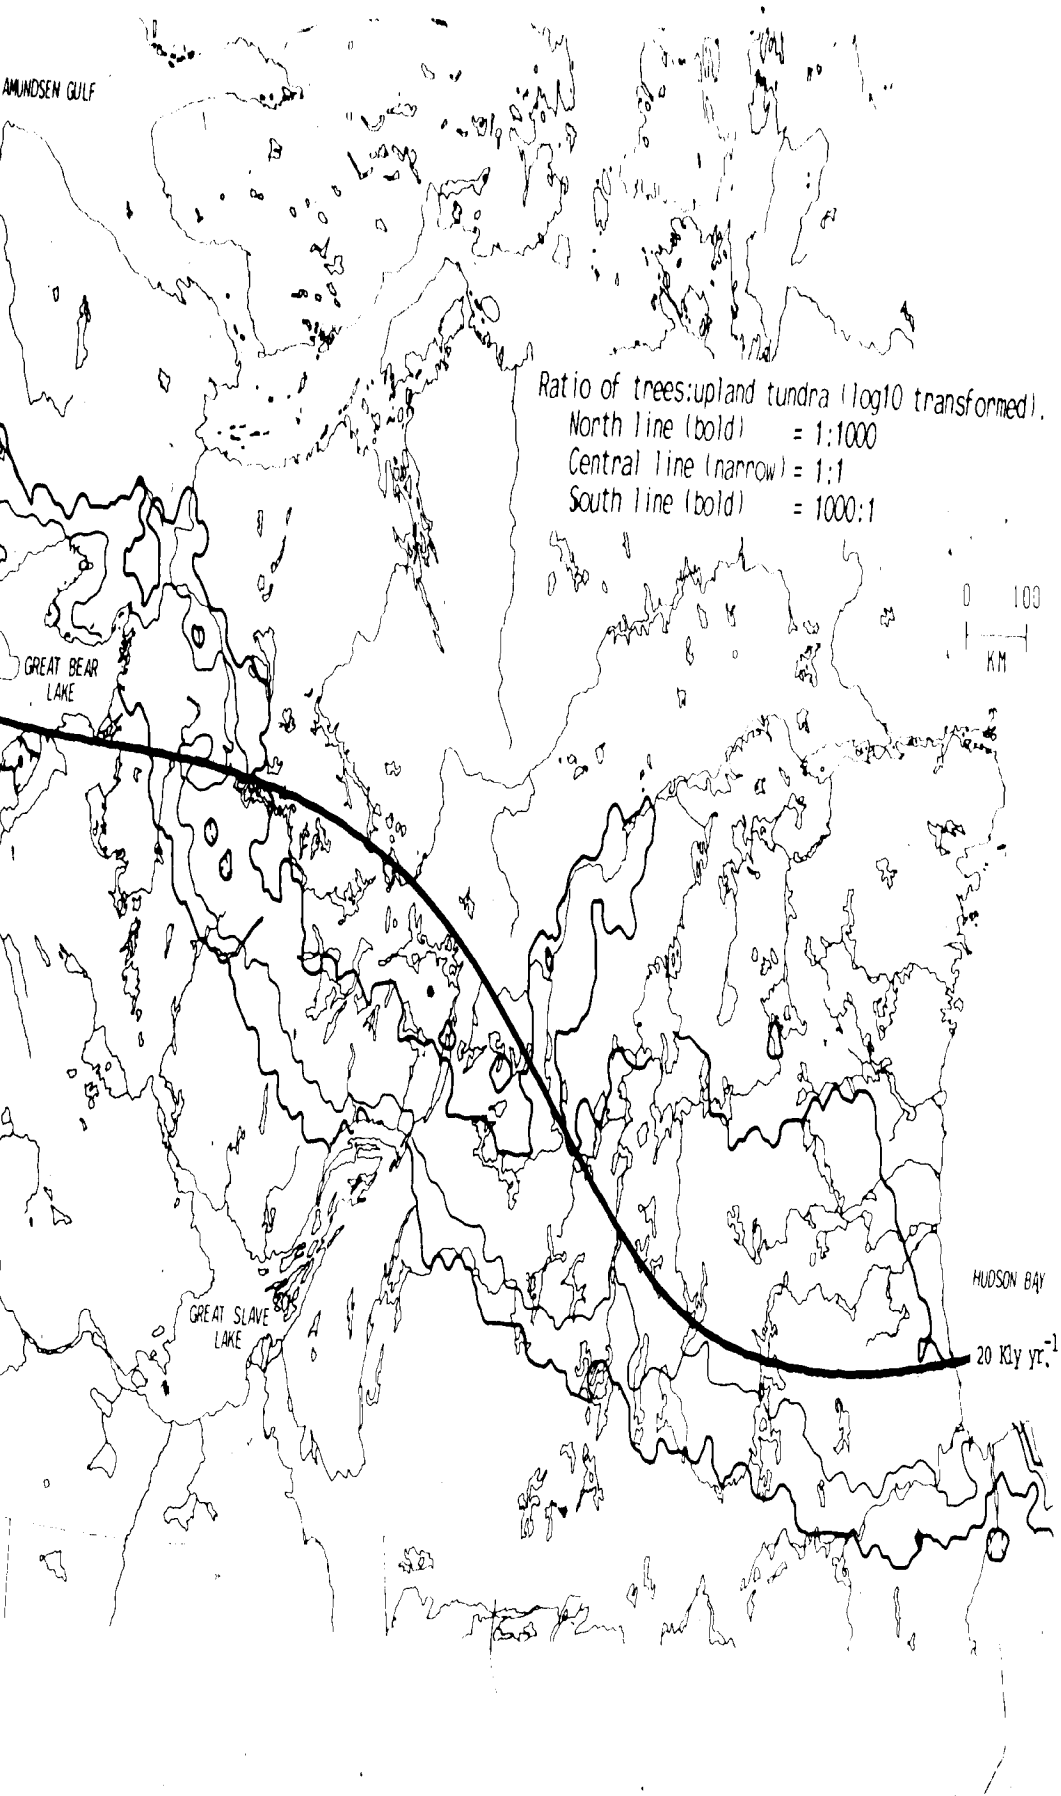 AMUNDSEN GULF
Ratio of trees:upland tundra (log10 transformed).
North line (bold) = 1:1000
Central line (narrow) = 1:1
South line (bold) = 1000:1
0 100
KM
GREAT BEAR
LAKE
HUDSON BAY
GREAT SLAVE
LAKE
20 Kly yr.⁻¹